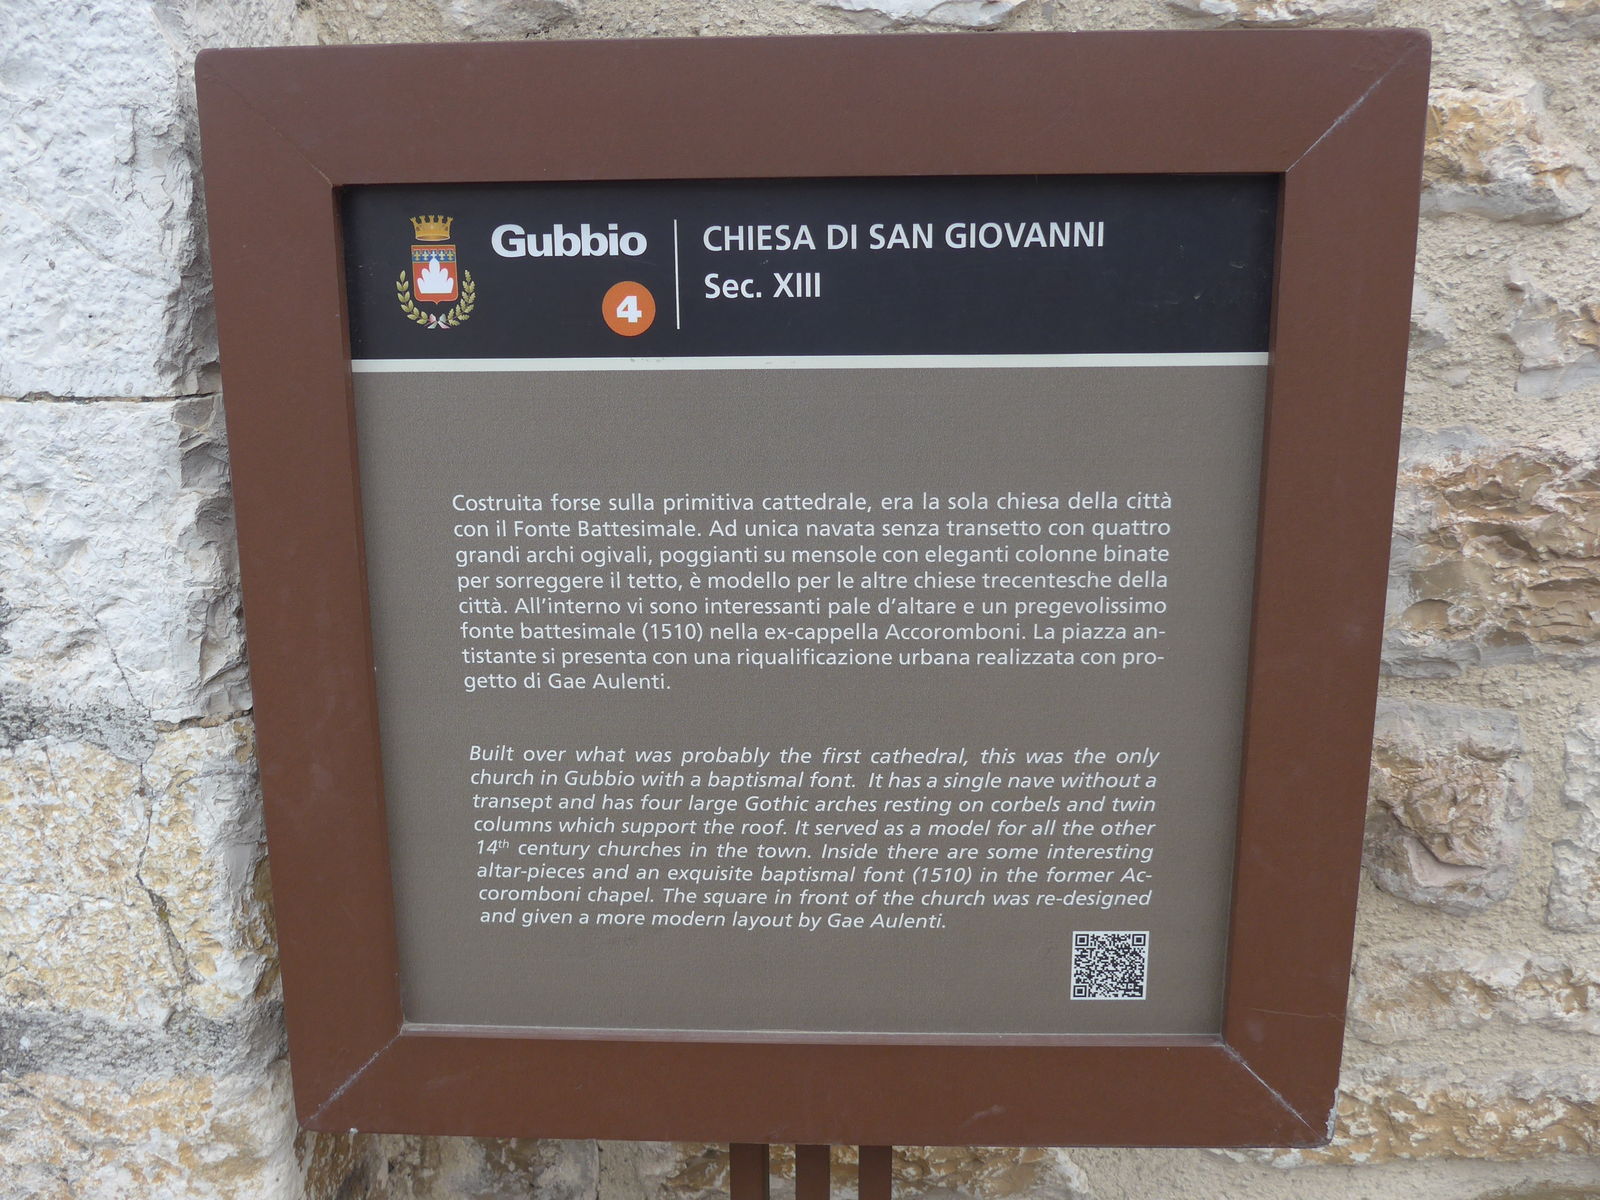 Gubbio
4
CHIESA DI SAN GIOVANNI
Sec. XIII
Costruita forse sulla primitiva cattedrale, era la sola chiesa della città
con il Fonte Battesimale. Ad unica navata senza transetto con quattro
grandi archi ogivali, poggianti su mensole con eleganti colonne binate
per sorreggere il tetto, è modello per le altre chiese trecentesche della
città. All'interno vi sono interessanti pale d'altare e un pregevolissimo
fonte battesimale (1510) nella ex-cappella Accoromboni. La piazza an-
tistante si presenta con una riqualificazione urbana realizzata con pro-
getto di Gae Aulenti.
Built over what was probably the first cathedral, this was the only
church in Gubbio with a baptismal font. It has a single nave without a
transept and has four large Gothic arches resting on corbels and twin
columns which support the roof. It served as a model for all the other
14th century churches in the town. Inside there are some interesting
altar-pieces and an exquisite baptismal font (1510) in the former Ac-
coromboni chapel. The square in front of the church was re-designed
and given a more modern layout by Gae Aulenti.